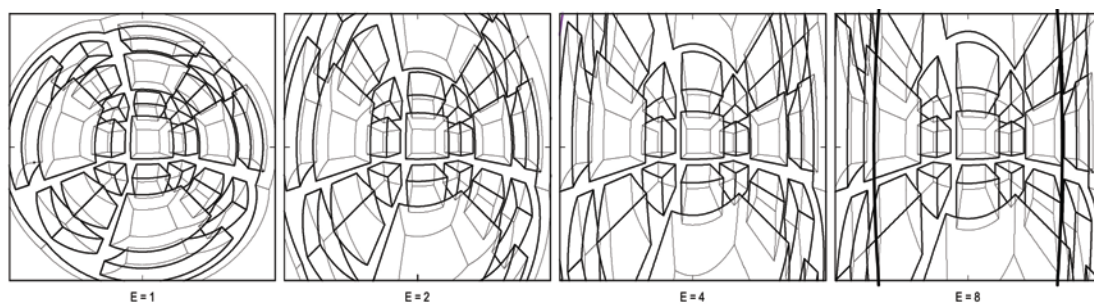 E = 1
E = 2
E = 4
E = 8